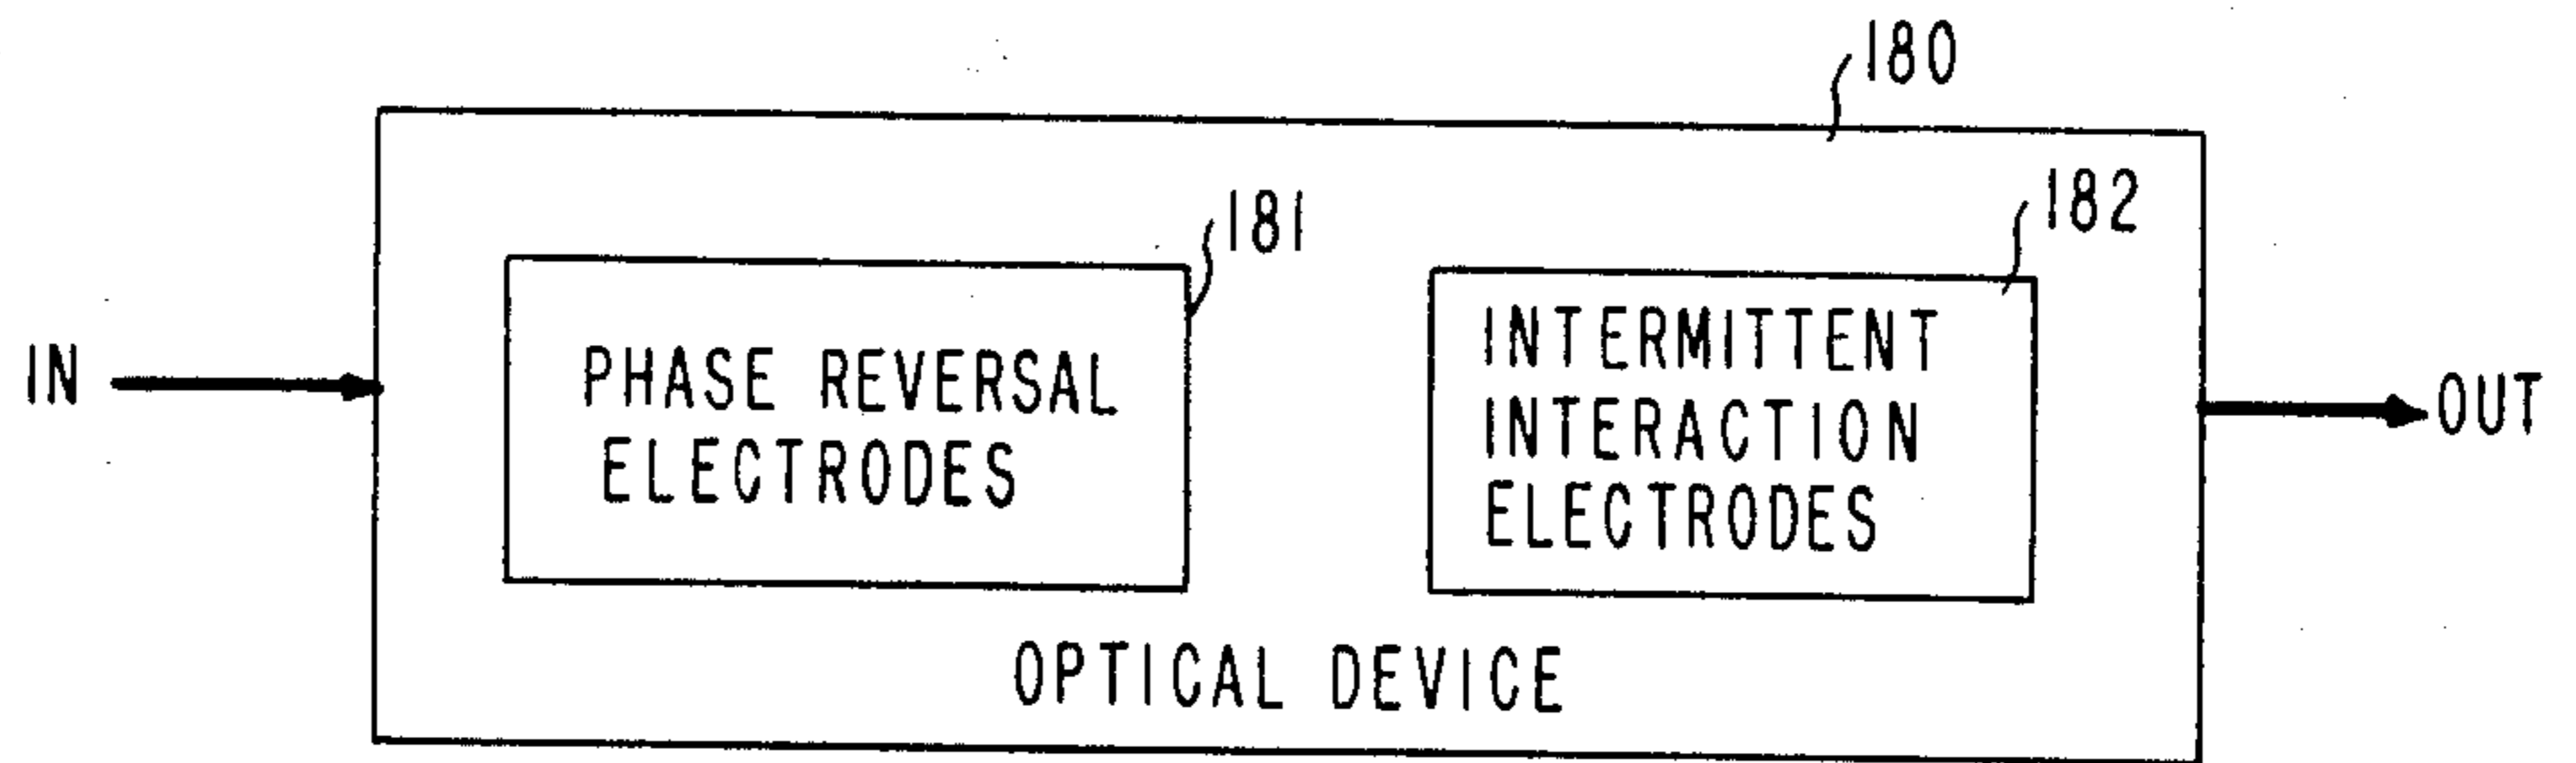 180
181
182
IN
PHASE REVERSAL
ELECTRODES
INTERMITTENT
INTERACTION
ELECTRODES
OUT
OPTICAL DEVICE